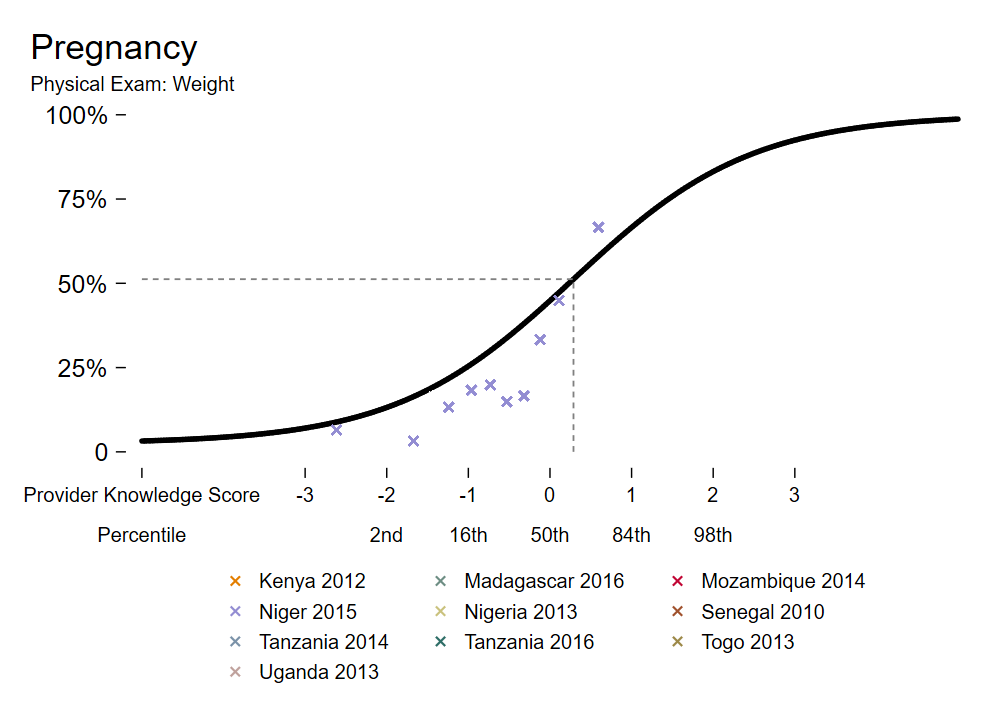 Pregnancy
Physical Exam: Weight
100%
75%
50%
25%
0
Provider Knowledge Score -3 -2 -1 0 1 2 3
Percentile 2nd 16th 50th 84th 98th
Kenya 2012 Madagascar 2016 Mozambique 2014
Niger 2015 Nigeria 2013 Senegal 2010
Tanzania 2014 Tanzania 2016 Togo 2013
Uganda 2013